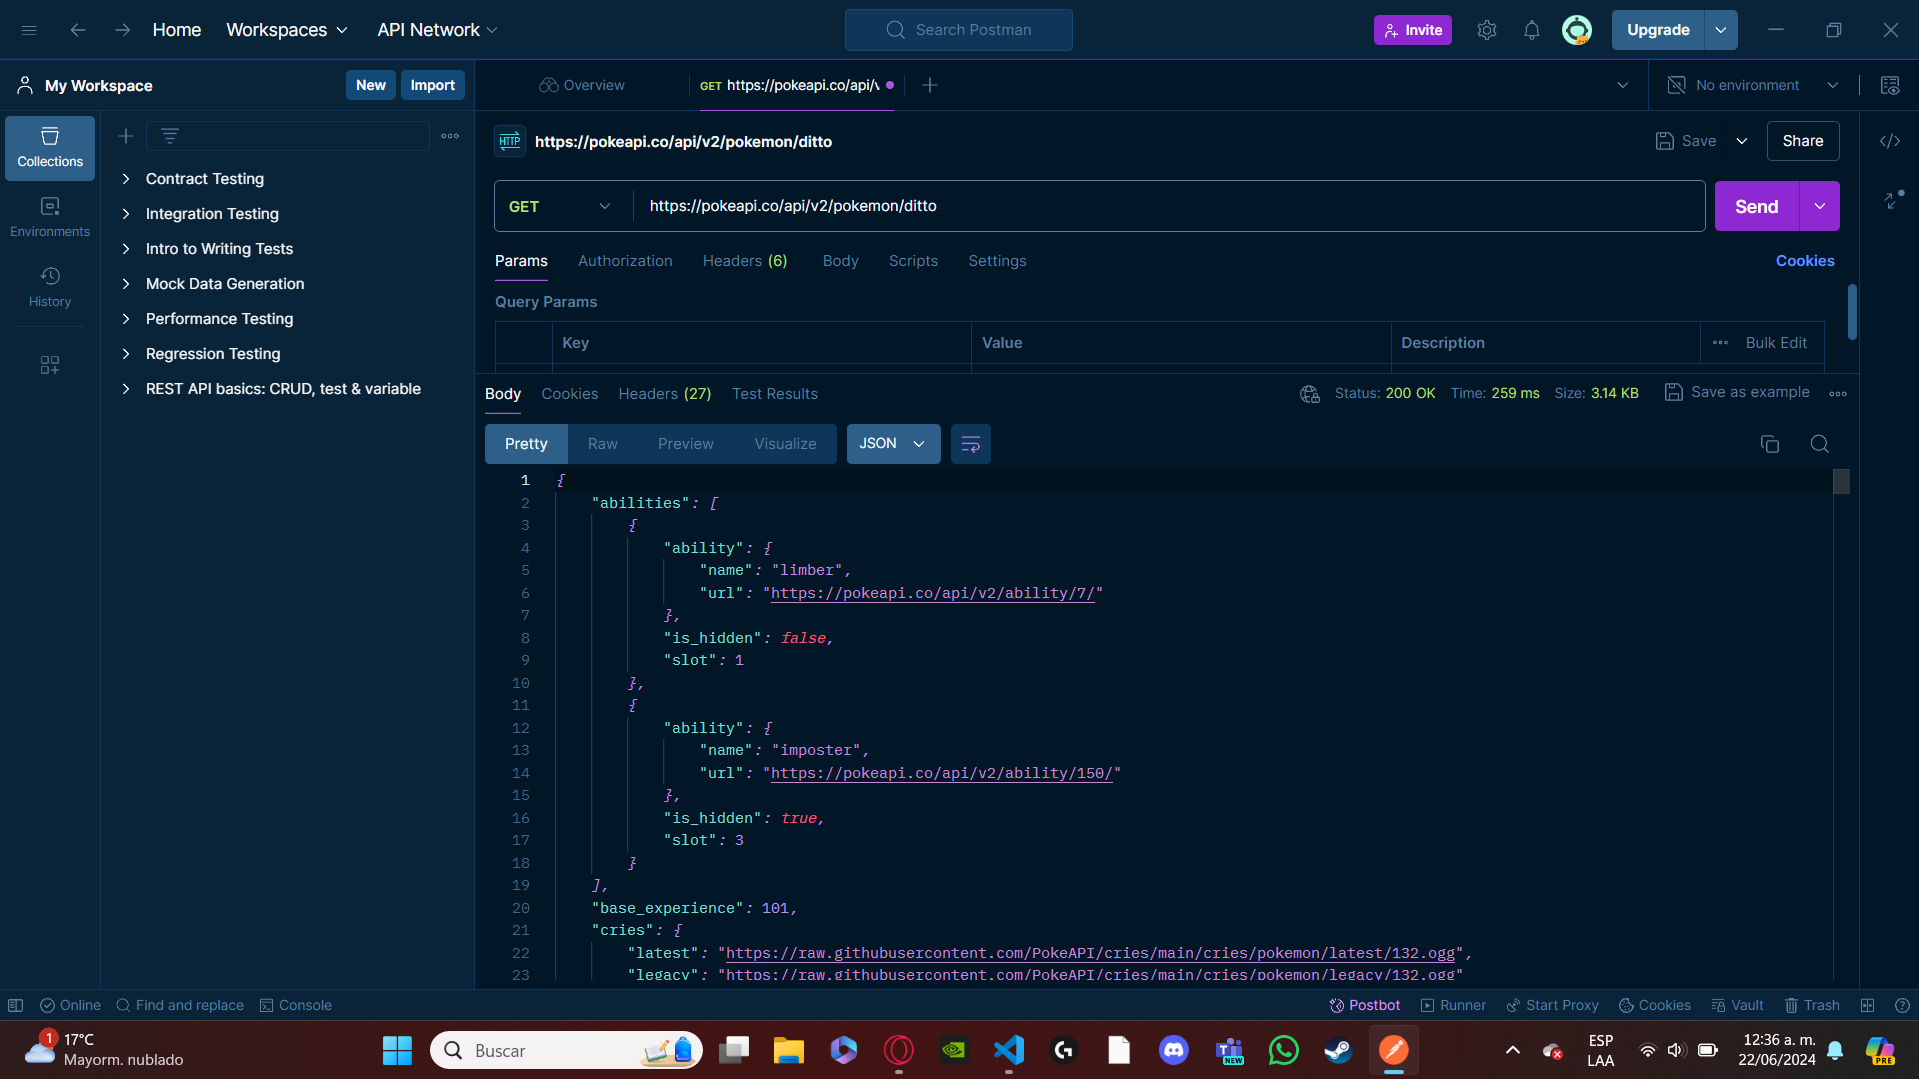 Home Workspaces API Network Search Postman Invite Upgrade
My Workspace New Import Overview GET https://pokeapi.co/api/v No environment
HTTP https://pokeapi.co/api/v2/pokemon/ditto Save Share
Collections
Environments
History
Contract Testing
Integration Testing
Intro to Writing Tests
Mock Data Generation
Performance Testing
Regression Testing
REST API basics: CRUD, test & variable
GET https://pokeapi.co/api/v2/pokemon/ditto Send
Params Authorization Headers (6) Body Scripts Settings Cookies
Query Params
Key Value Description Bulk Edit
Body Cookies Headers (27) Test Results Status: 200 OK Time: 259 ms Size: 3.14 KB Save as example
Pretty Raw Preview Visualize JSON
1 {
2 "abilities": [
3 {
4 "ability": {
5 "name": "limber",
6 "url": "https://pokeapi.co/api/v2/ability/7/"
7 },
8 "is_hidden": false,
9 "slot": 1
10 },
11 {
12 "ability": {
13 "name": "imposter",
14 "url": "https://pokeapi.co/api/v2/ability/150/"
15 },
16 "is_hidden": true,
17 "slot": 3
18 }
19 ],
20 "base_experience": 101,
21 "cries": {
22 "latest": "https://raw.githubusercontent.com/PokeAPI/cries/main/cries/pokemon/latest/132.ogg",
23 "legacy": "https://raw.githubusercontent.com/PokeAPI/cries/main/cries/pokemon/legacy/132.ogg"
Online Find and replace Console Postbot Runner Start Proxy Cookies Vault Trash
1 17°C
Mayorm. nublado
Buscar
NEW
ESP
LAA
12:36 a. m.
22/06/2024
PRE